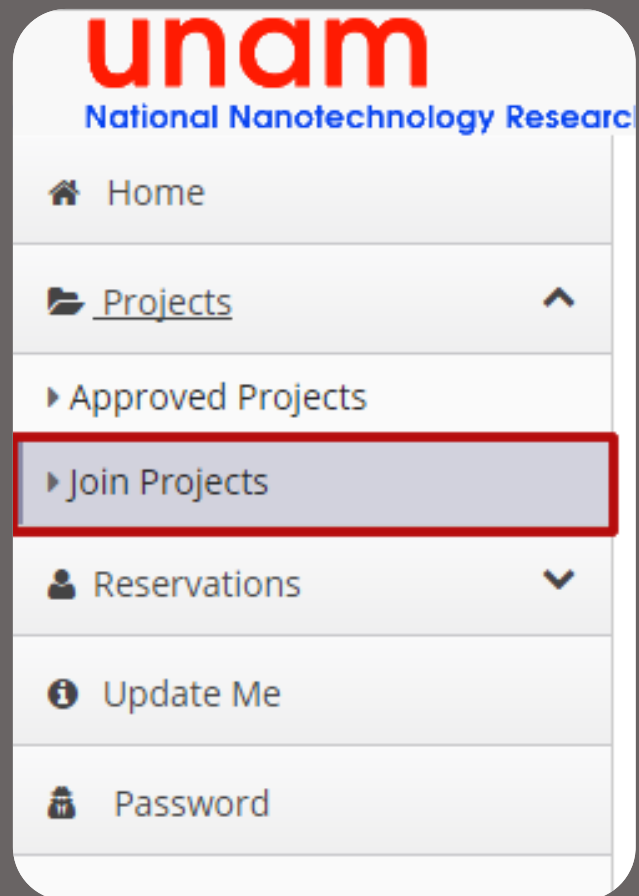 unam
National Nanotechnology Researc
Home
Projects
Approved Projects
Join Projects
Reservations
Update Me
Password